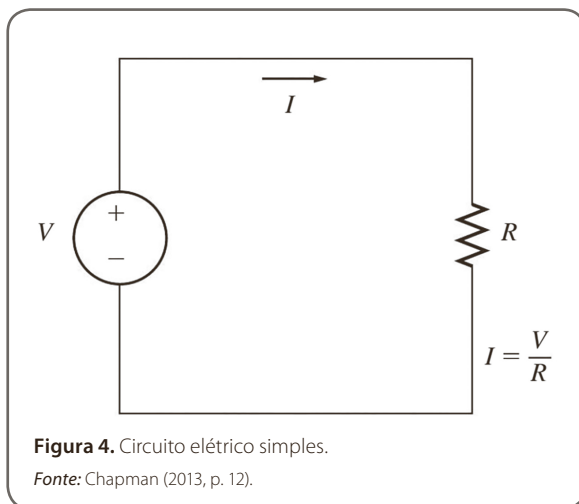 I
+
V
−
R
I = V/R
Figura 4. Circuito elétrico simples.
Fonte: Chapman (2013, p. 12).